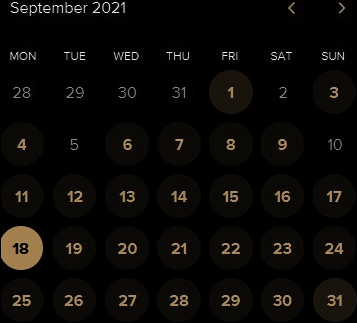 September 2021
MON TUE WED THU FRI SAT SUN
28 29 30 31 1 2 3
4 5 6 7 8 9 10
11 12 13 14 15 16 17
18 19 20 21 22 23 24
25 26 27 28 29 30 31